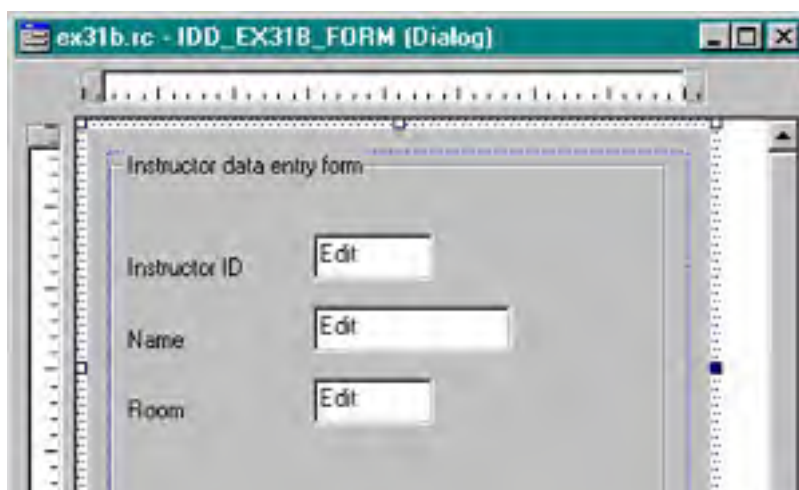 ex31b.rc - IDD_EX31B_FORM (Dialog)
Instructor data entry form
Instructor ID
Edit
Name
Edit
Room
Edit